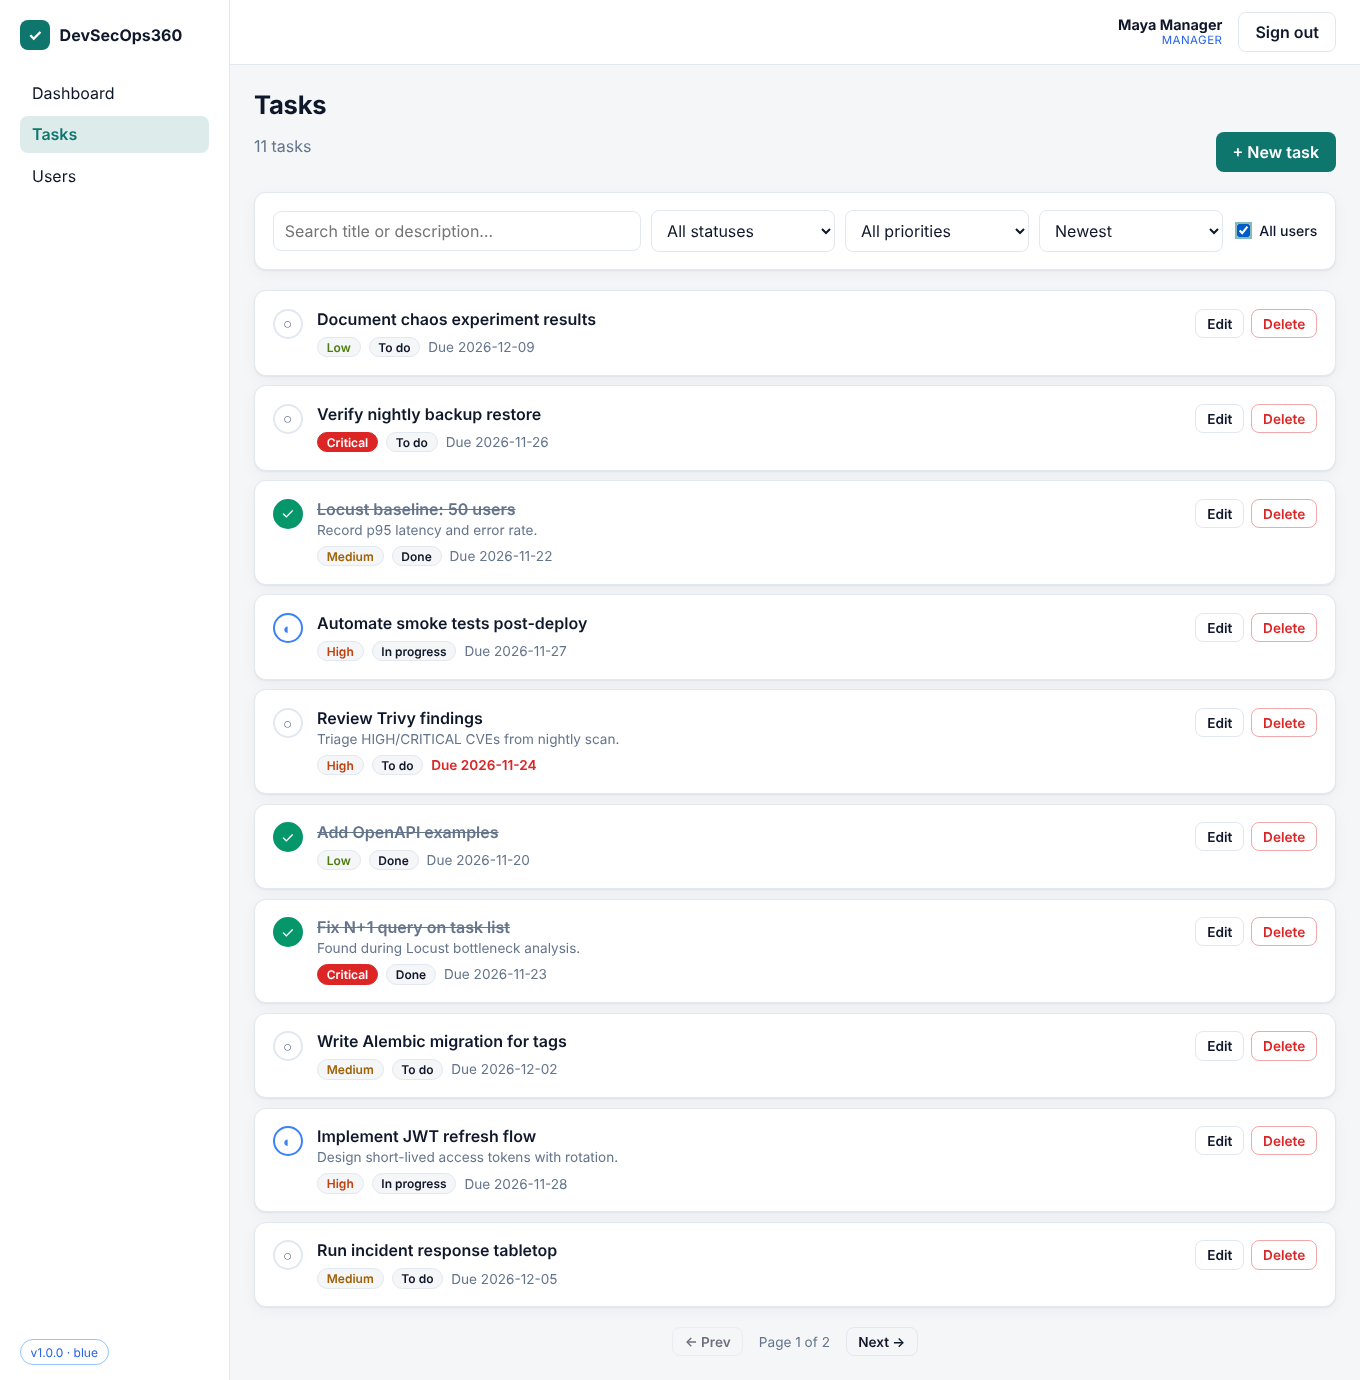 DevSecOps360
Dashboard
Tasks
Users
v1.0.0 · blue
Maya Manager
MANAGER
Sign out
Tasks
11 tasks
+ New task
Search title or description...
All statuses
All priorities
Newest
All users
Document chaos experiment results
Low To do Due 2026-12-09
Edit Delete
Verify nightly backup restore
Critical To do Due 2026-11-26
Edit Delete
Locust baseline: 50 users
Record p95 latency and error rate.
Medium Done Due 2026-11-22
Edit Delete
Automate smoke tests post-deploy
High In progress Due 2026-11-27
Edit Delete
Review Trivy findings
Triage HIGH/CRITICAL CVEs from nightly scan.
High To do Due 2026-11-24
Edit Delete
Add OpenAPI examples
Low Done Due 2026-11-20
Edit Delete
Fix N+1 query on task list
Found during Locust bottleneck analysis.
Critical Done Due 2026-11-23
Edit Delete
Write Alembic migration for tags
Medium To do Due 2026-12-02
Edit Delete
Implement JWT refresh flow
Design short-lived access tokens with rotation.
High In progress Due 2026-11-28
Edit Delete
Run incident response tabletop
Medium To do Due 2026-12-05
Edit Delete
← Prev Page 1 of 2 Next →